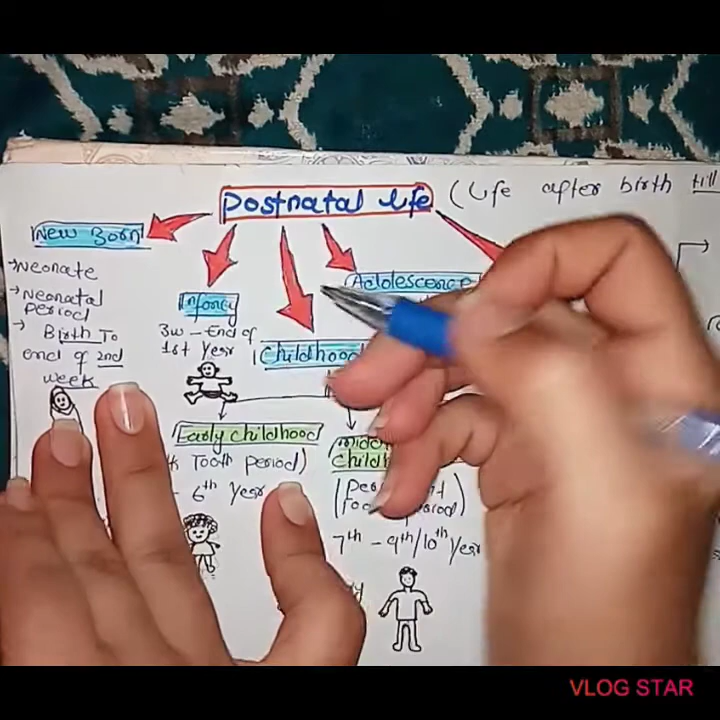 Postnatal life (Life after birth till
New Born
→Neonate
→Neonatal
Period
→ Birth To
end of 2nd
week
Infancy
3w - End of
1st Year
Childhood
Adolescence
Early childhood
Tooth period)
- 6th Year
Childh
7th - 9th/10th Year
VLOG STAR